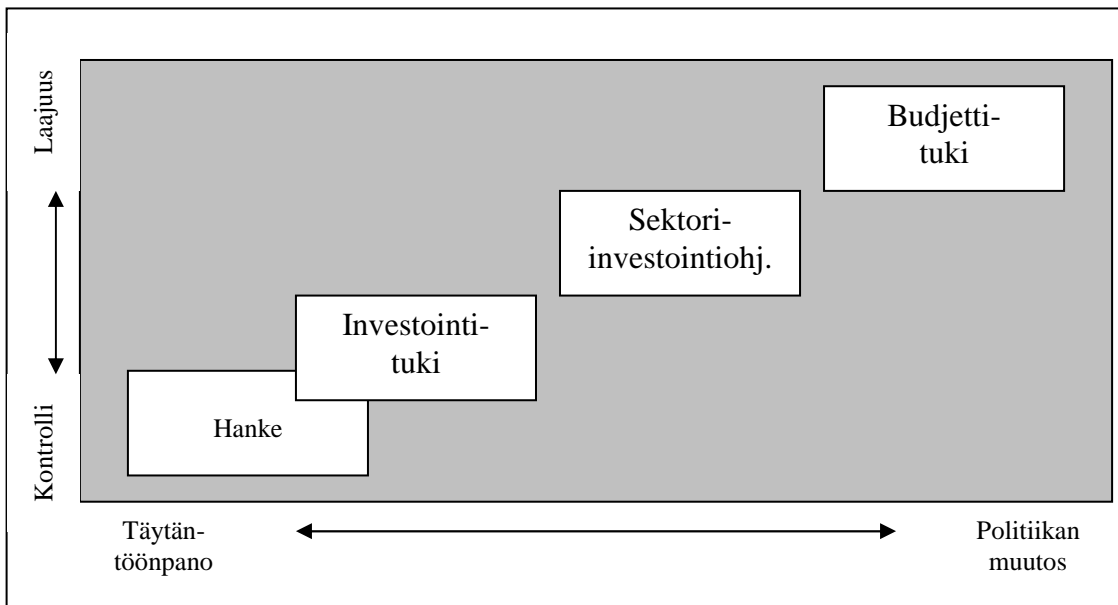 Laajuus
Budjetti-
tuki
Sektori-
investointiohj.
Investointi-
tuki
Hanke
Kontrolli
Täytän-
töönpano
Politiikan
muutos